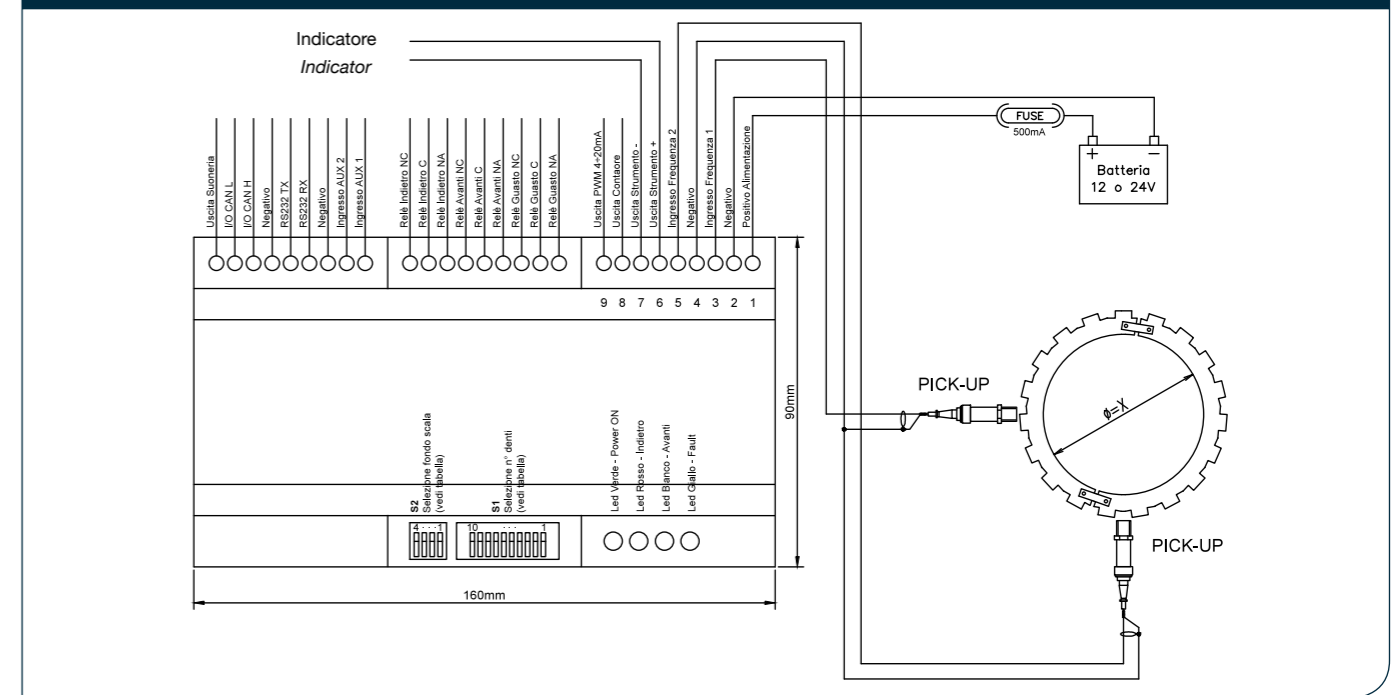 Indicatore
Indicator
Uscita Suoneria
I/O CAN L
I/O CAN H
Negativo
RS232 TX
RS232 RX
Negativo
Ingresso AUX 2
Ingresso AUX 1
Relè Indietro NC
Relè Indietro C
Relè Indietro NA
Relè Avanti NC
Relè Avanti C
Relè Avanti NA
Relè Guasto NC
Relè Guasto C
Relè Guasto NA
Uscita PWM 4÷20mA
Uscita Contaore
Uscita Strumento -
Uscita Strumento +
Ingresso Frequenza 2
Negativo
Ingresso Frequenza 1
Negativo
Positivo Alimentazione
FUSE
500mA
+ −
Batteria
12 o 24V
9 8 7 6 5 4 3 2 1
90mm
PICK-UP
ϕ=X
PICK-UP
S2
Selezione fondo scala
(vedi tabella)
S1
Selezione n° denti
(vedi tabella)
Led Verde - Power ON
Led Rosso - Indietro
Led Bianco - Avanti
Led Giallo - Fault
4 · · · 1
10 · · · 1
160mm